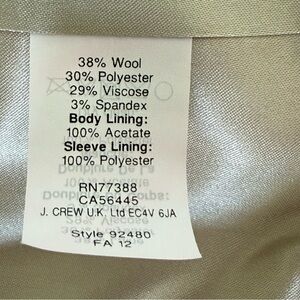 38% Wool
30% Polyester
29% Viscose
3% Spandex
Body Lining:
100% Acetate
Sleeve Lining:
100% Polyester
RN77388
CA56445
J. CREW U.K. Ltd EC4V 6JA
Style 92480
FA 12